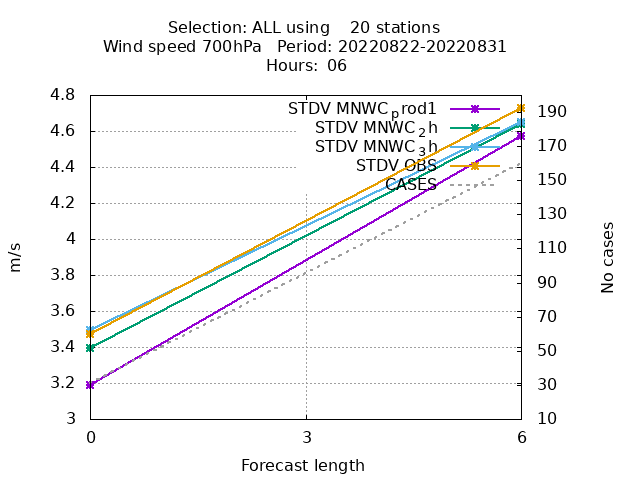 Selection: ALL using    20 stations
Wind speed 700hPa   Period: 20220822-20220831
Hours: 06
STDV MNWC_prod1
STDV MNWC_2h
STDV MNWC_3h
STDV OBS
CASES
m/s
4.8
4.6
4.4
4.2
4
3.8
3.6
3.4
3.2
3
190
170
150
130
110
90
70
50
30
10
No cases
0 3 6
Forecast length